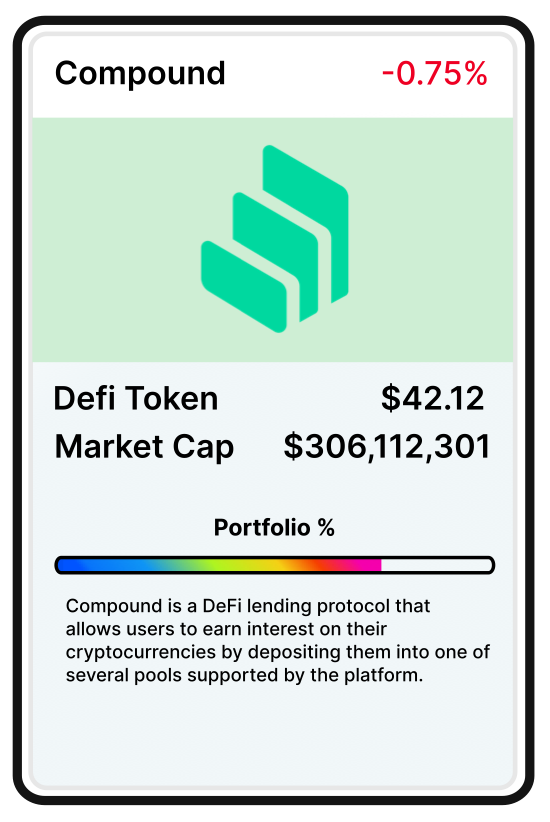 Compound -0.75%
Defi Token $42.12
Market Cap $306,112,301
Portfolio %
Compound is a DeFi lending protocol that
allows users to earn interest on their
cryptocurrencies by depositing them into one of
several pools supported by the platform.